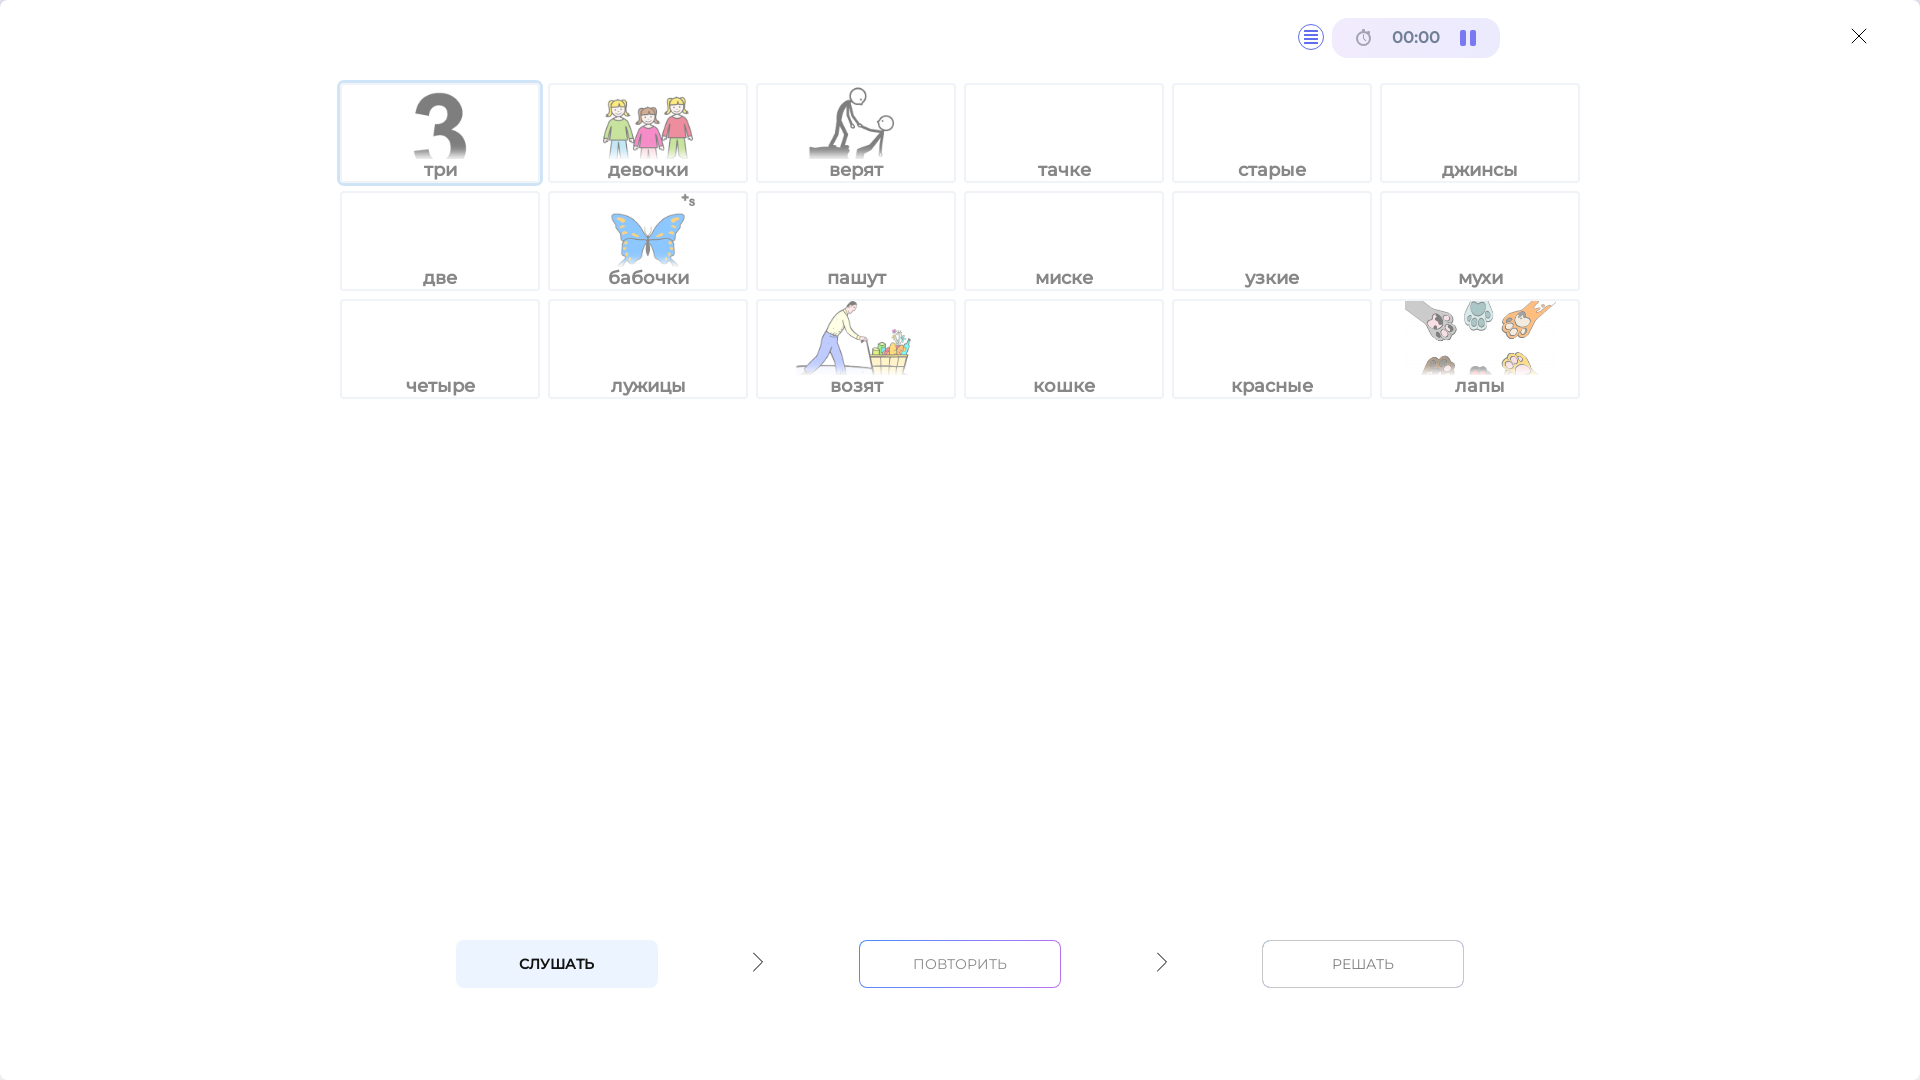 00:00
3 +s
три девочки верят тачке старые джинсы
две бабочки пашут миске узкие мухи
четыре лужицы возят кошке красные лапы
СЛУШАТЬ ПОВТОРИТЬ РЕШАТЬ